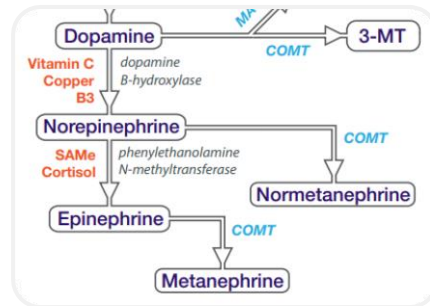 MA
Dopamine
COMT
3-MT
Vitamin C
Copper
B3
dopamine
B-hydroxylase
Norepinephrine
COMT
SAMe
Cortisol
phenylethanolamine
N-methyltransferase
Normetanephrine
Epinephrine
COMT
Metanephrine